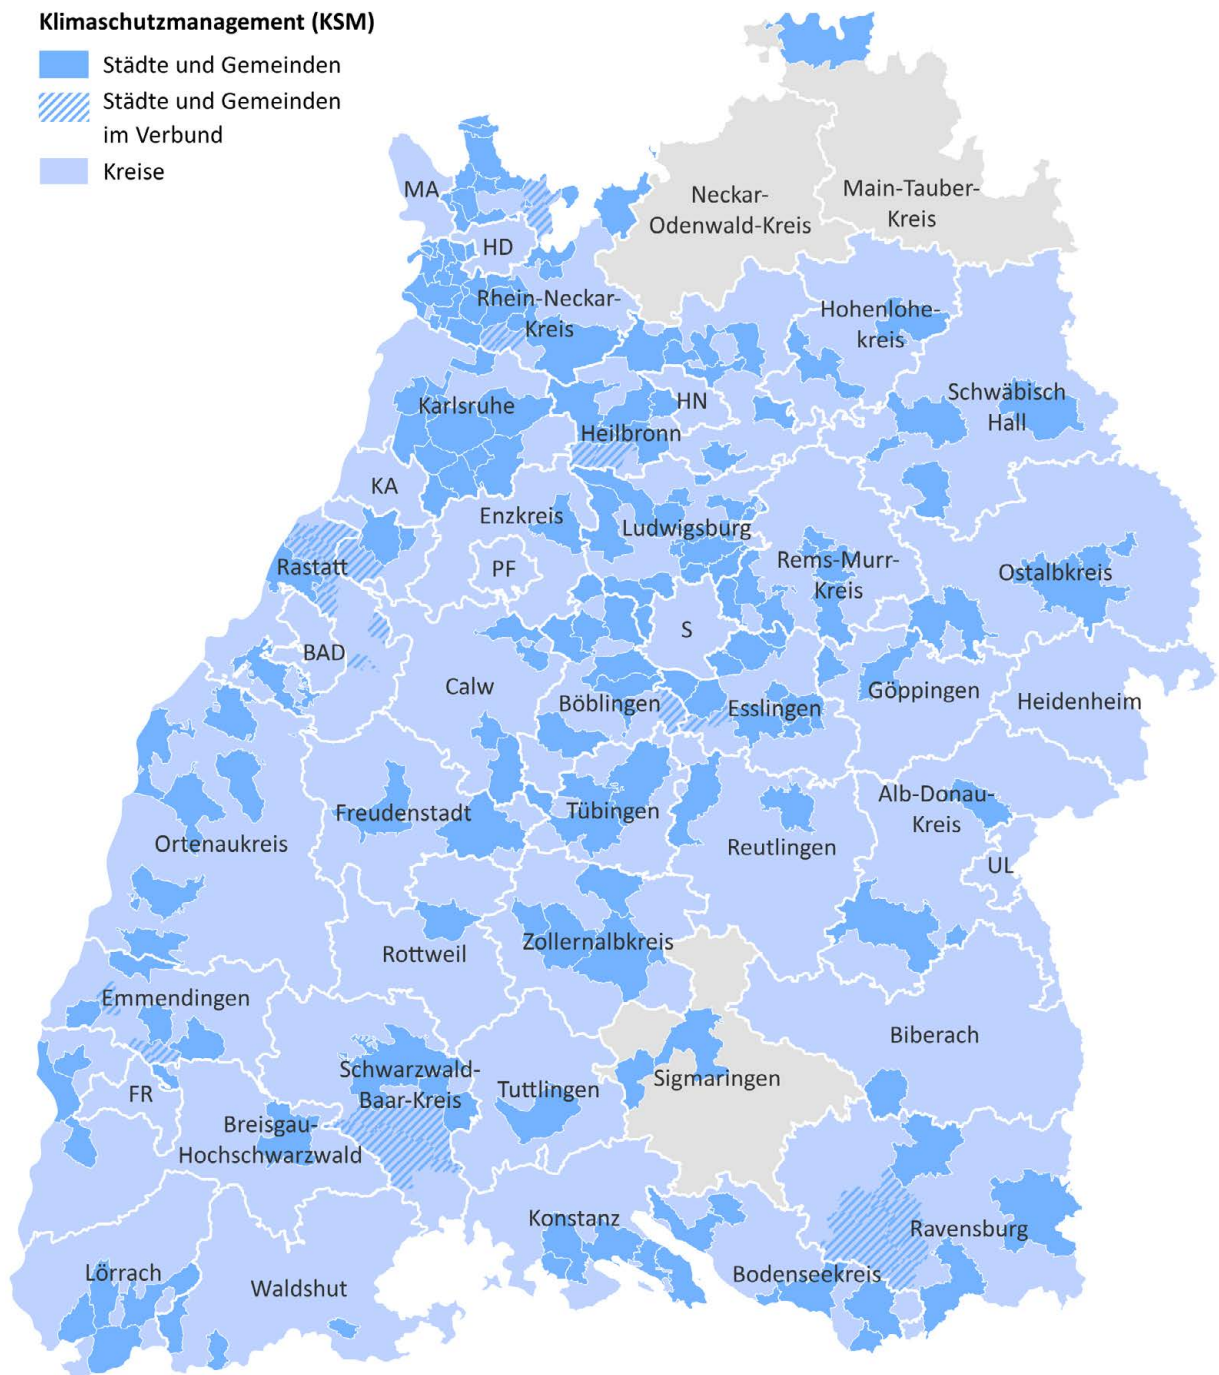 Klimaschutzmanagement (KSM)
Städte und Gemeinden
Städte und Gemeinden
im Verbund
Kreise
MA
Neckar-
Odenwald-Kreis
Main-Tauber-
Kreis
HD
Rhein-Neckar-
Kreis
Hohenlohe-
kreis
Karlsruhe
HN
Heilbronn
Schwäbisch
Hall
KA
Enzkreis
Ludwigsburg
Rastatt
PF
Rems-Murr-
Kreis
Ostalbkreis
BAD
S
Calw
Böblingen
Esslingen
Göppingen
Heidenheim
Freudenstadt
Tübingen
Alb-Donau-
Kreis
Ortenaukreis
Reutlingen
UL
Rottweil
Zollernalbkreis
Emmendingen
Biberach
FR
Schwarzwald-
Baar-Kreis
Tuttlingen
Sigmaringen
Breisgau-
Hochschwarzwald
Konstanz
Ravensburg
Lörrach
Waldshut
Bodenseekreis